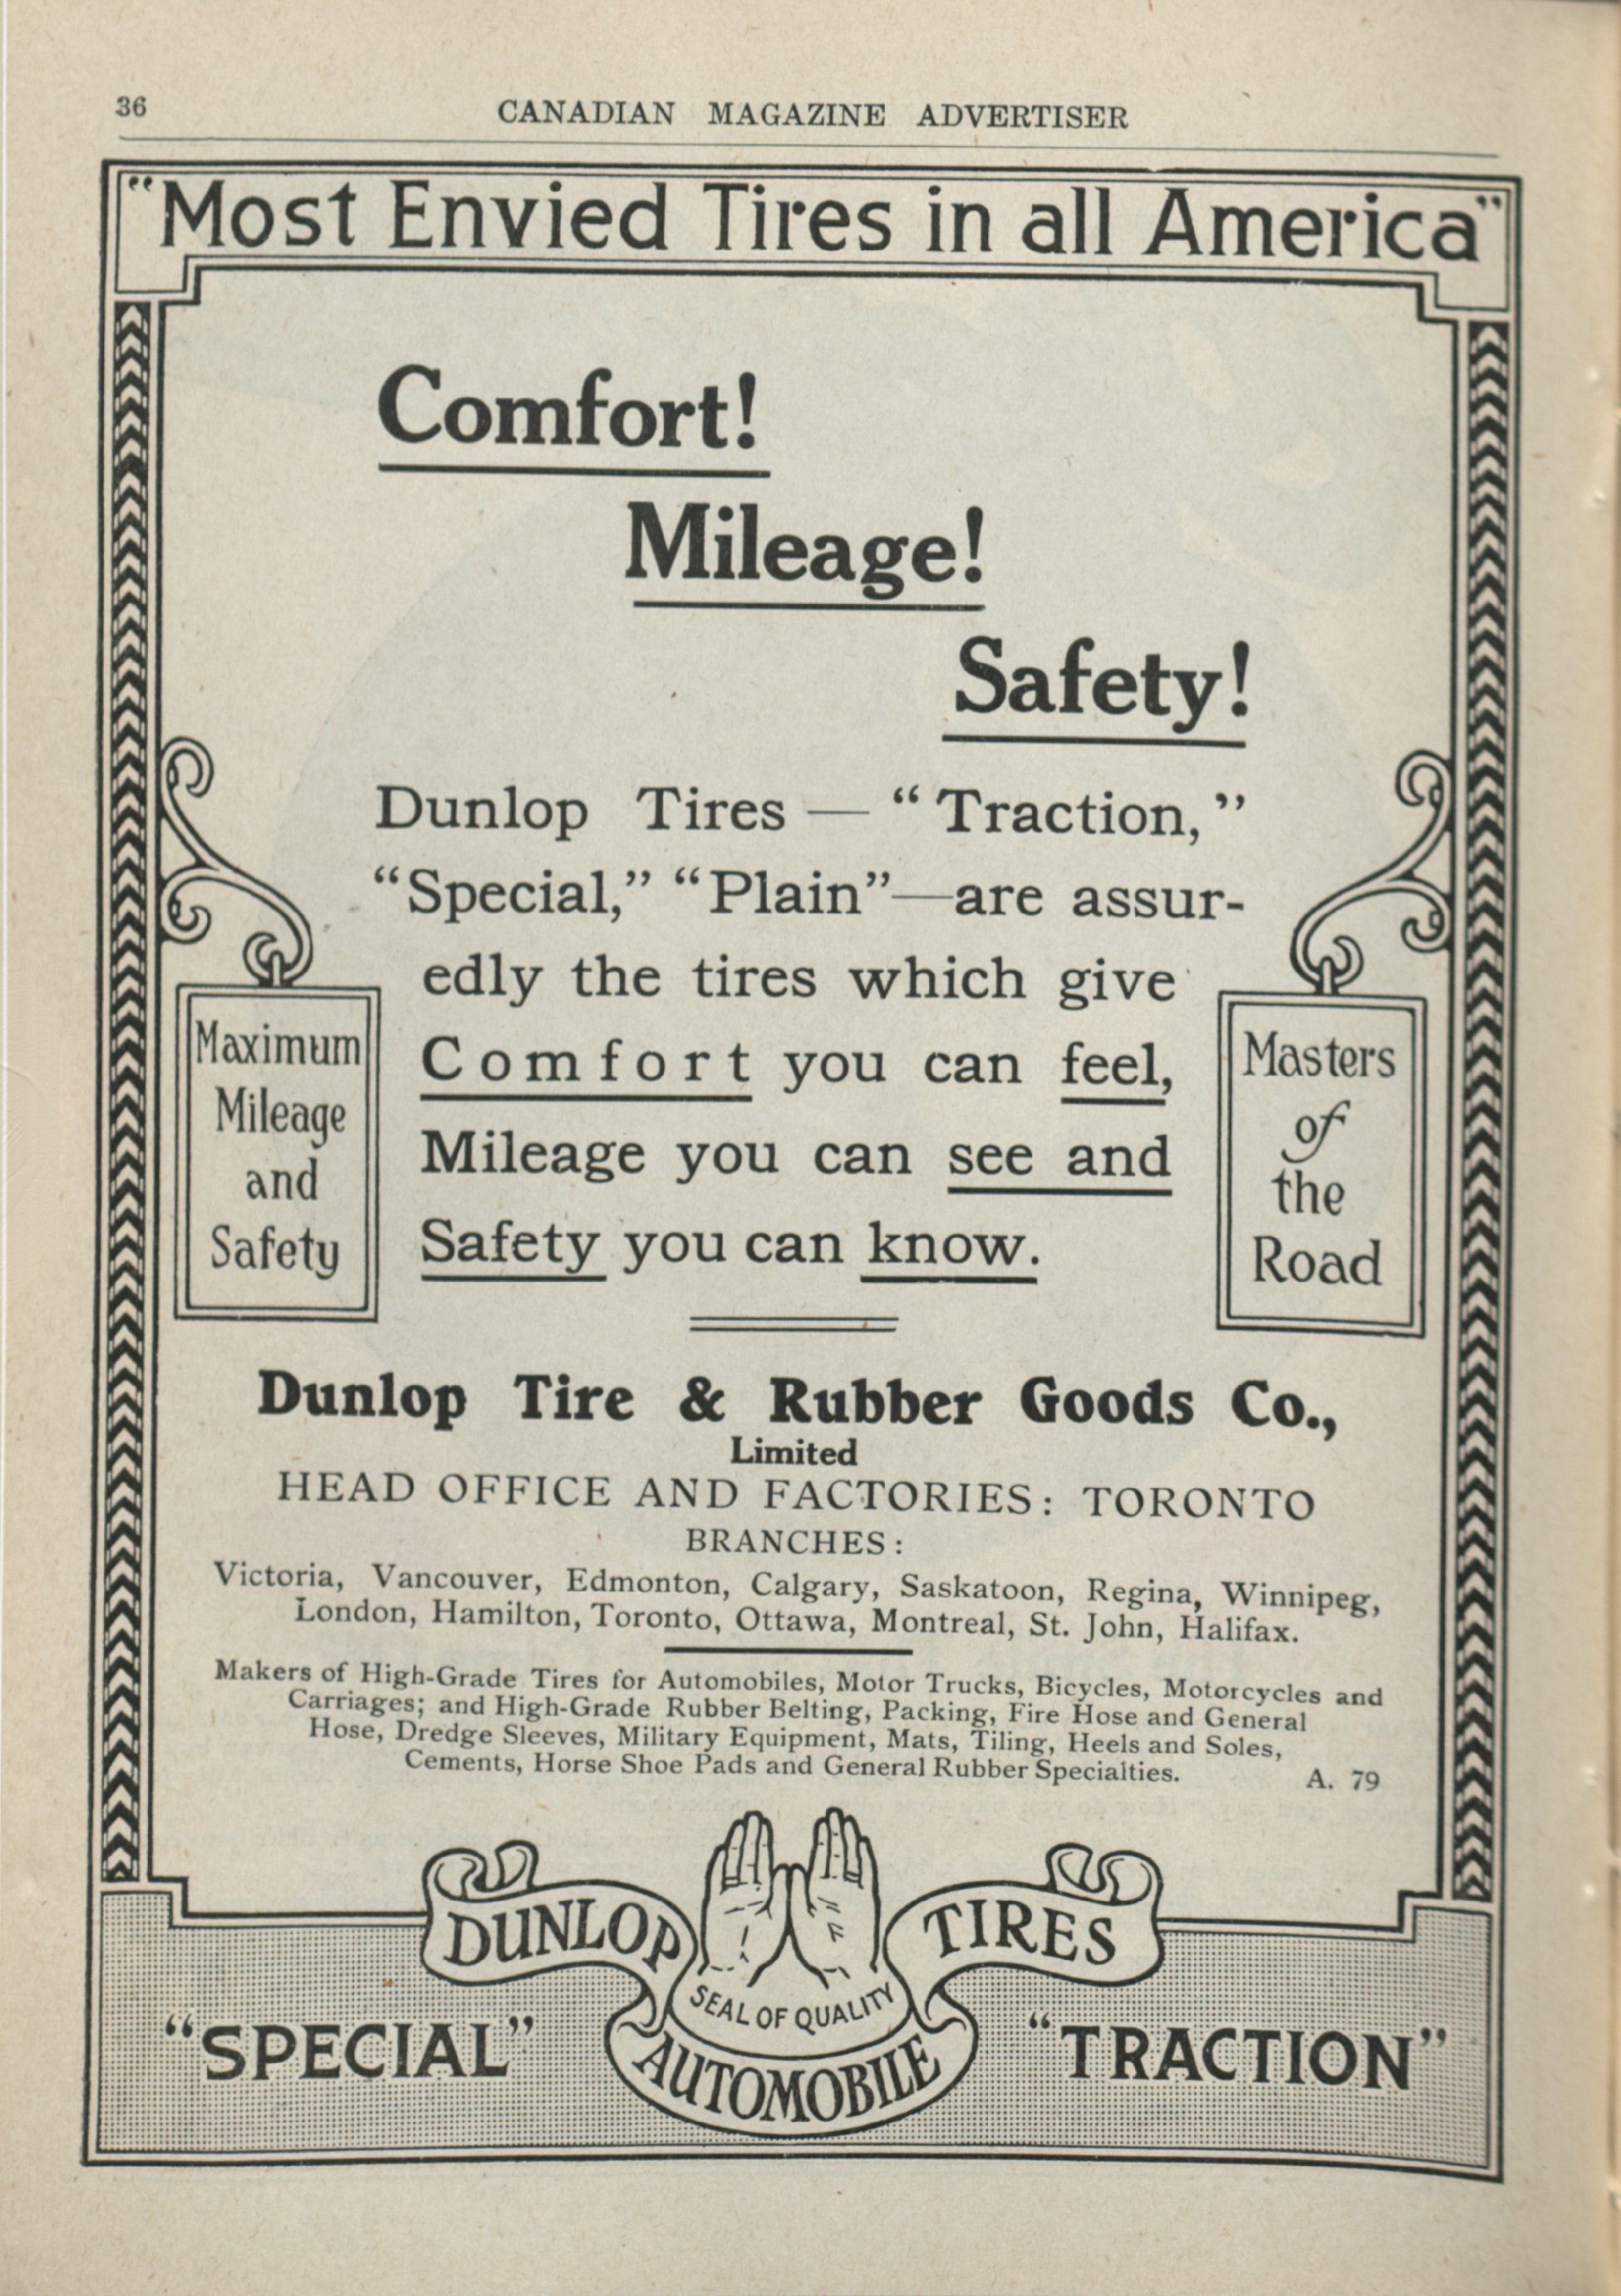 36
CANADIAN MAGAZINE ADVERTISER
"Most Envied Tires in all America"
Comfort!
Mileage!
Safety!
Dunlop Tires — "Traction,"
"Special," "Plain"—are assur-
edly the tires which give
Comfort you can feel,
Mileage you can see and
Safety you can know.
Maximum
Mileage
and
Safety
Masters
of
the
Road
Dunlop Tire & Rubber Goods Co.,
Limited
HEAD OFFICE AND FACTORIES: TORONTO
BRANCHES:
Victoria, Vancouver, Edmonton, Calgary, Saskatoon, Regina, Winnipeg,
London, Hamilton, Toronto, Ottawa, Montreal, St. John, Halifax.
Makers of High-Grade Tires for Automobiles, Motor Trucks, Bicycles, Motorcycles and
Carriages; and High-Grade Rubber Belting, Packing, Fire Hose and General
Hose, Dredge Sleeves, Military Equipment, Mats, Tiling, Heels and Soles,
Cements, Horse Shoe Pads and General Rubber Specialties.
A. 79
DUNLOP
TIRES
SEAL OF QUALITY
AUTOMOBILE
"SPECIAL"
"TRACTION"